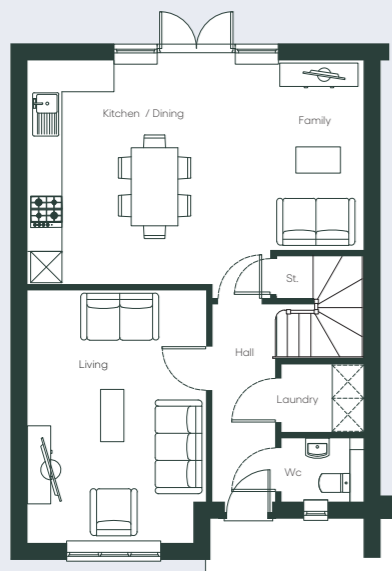 Kitchen / Dining
Family
St.
Hall
Living
Laundry
Wc